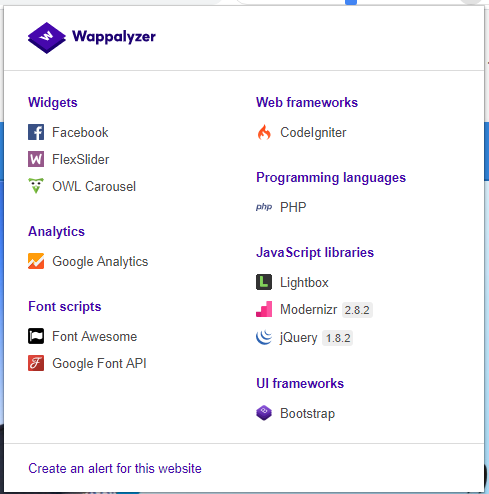 Wappalyzer
Widgets
Facebook
FlexSlider
OWL Carousel
Analytics
Google Analytics
Font scripts
Font Awesome
Google Font API
Web frameworks
CodeIgniter
Programming languages
php PHP
JavaScript libraries
Lightbox
Modernizr 2.8.2
jQuery 1.8.2
UI frameworks
Bootstrap
Create an alert for this website